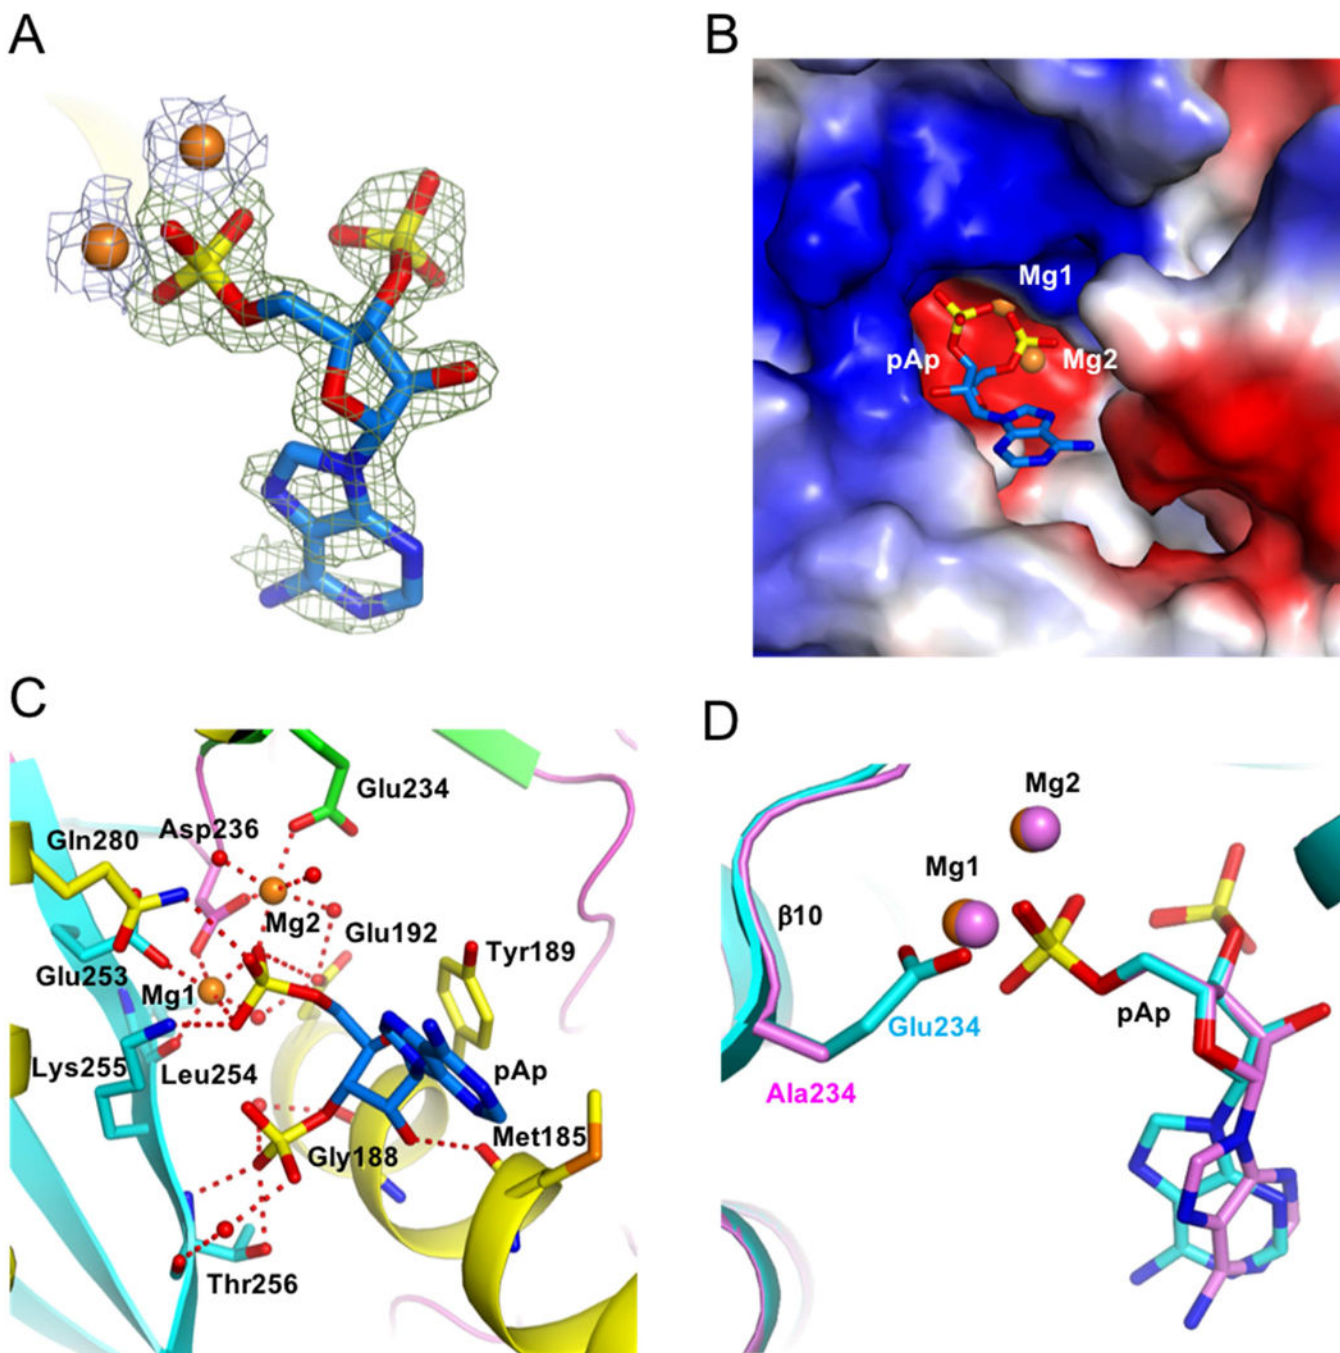 A
B
Mg1
pAp
Mg2
C
Glu234
Asp236
Gln280
Mg2
Glu192
Tyr189
Glu253
Mg1
Lys255
Leu254
pAp
Met185
Gly188
Thr256
D
Mg2
Mg1
β10
Glu234
pAp
Ala234